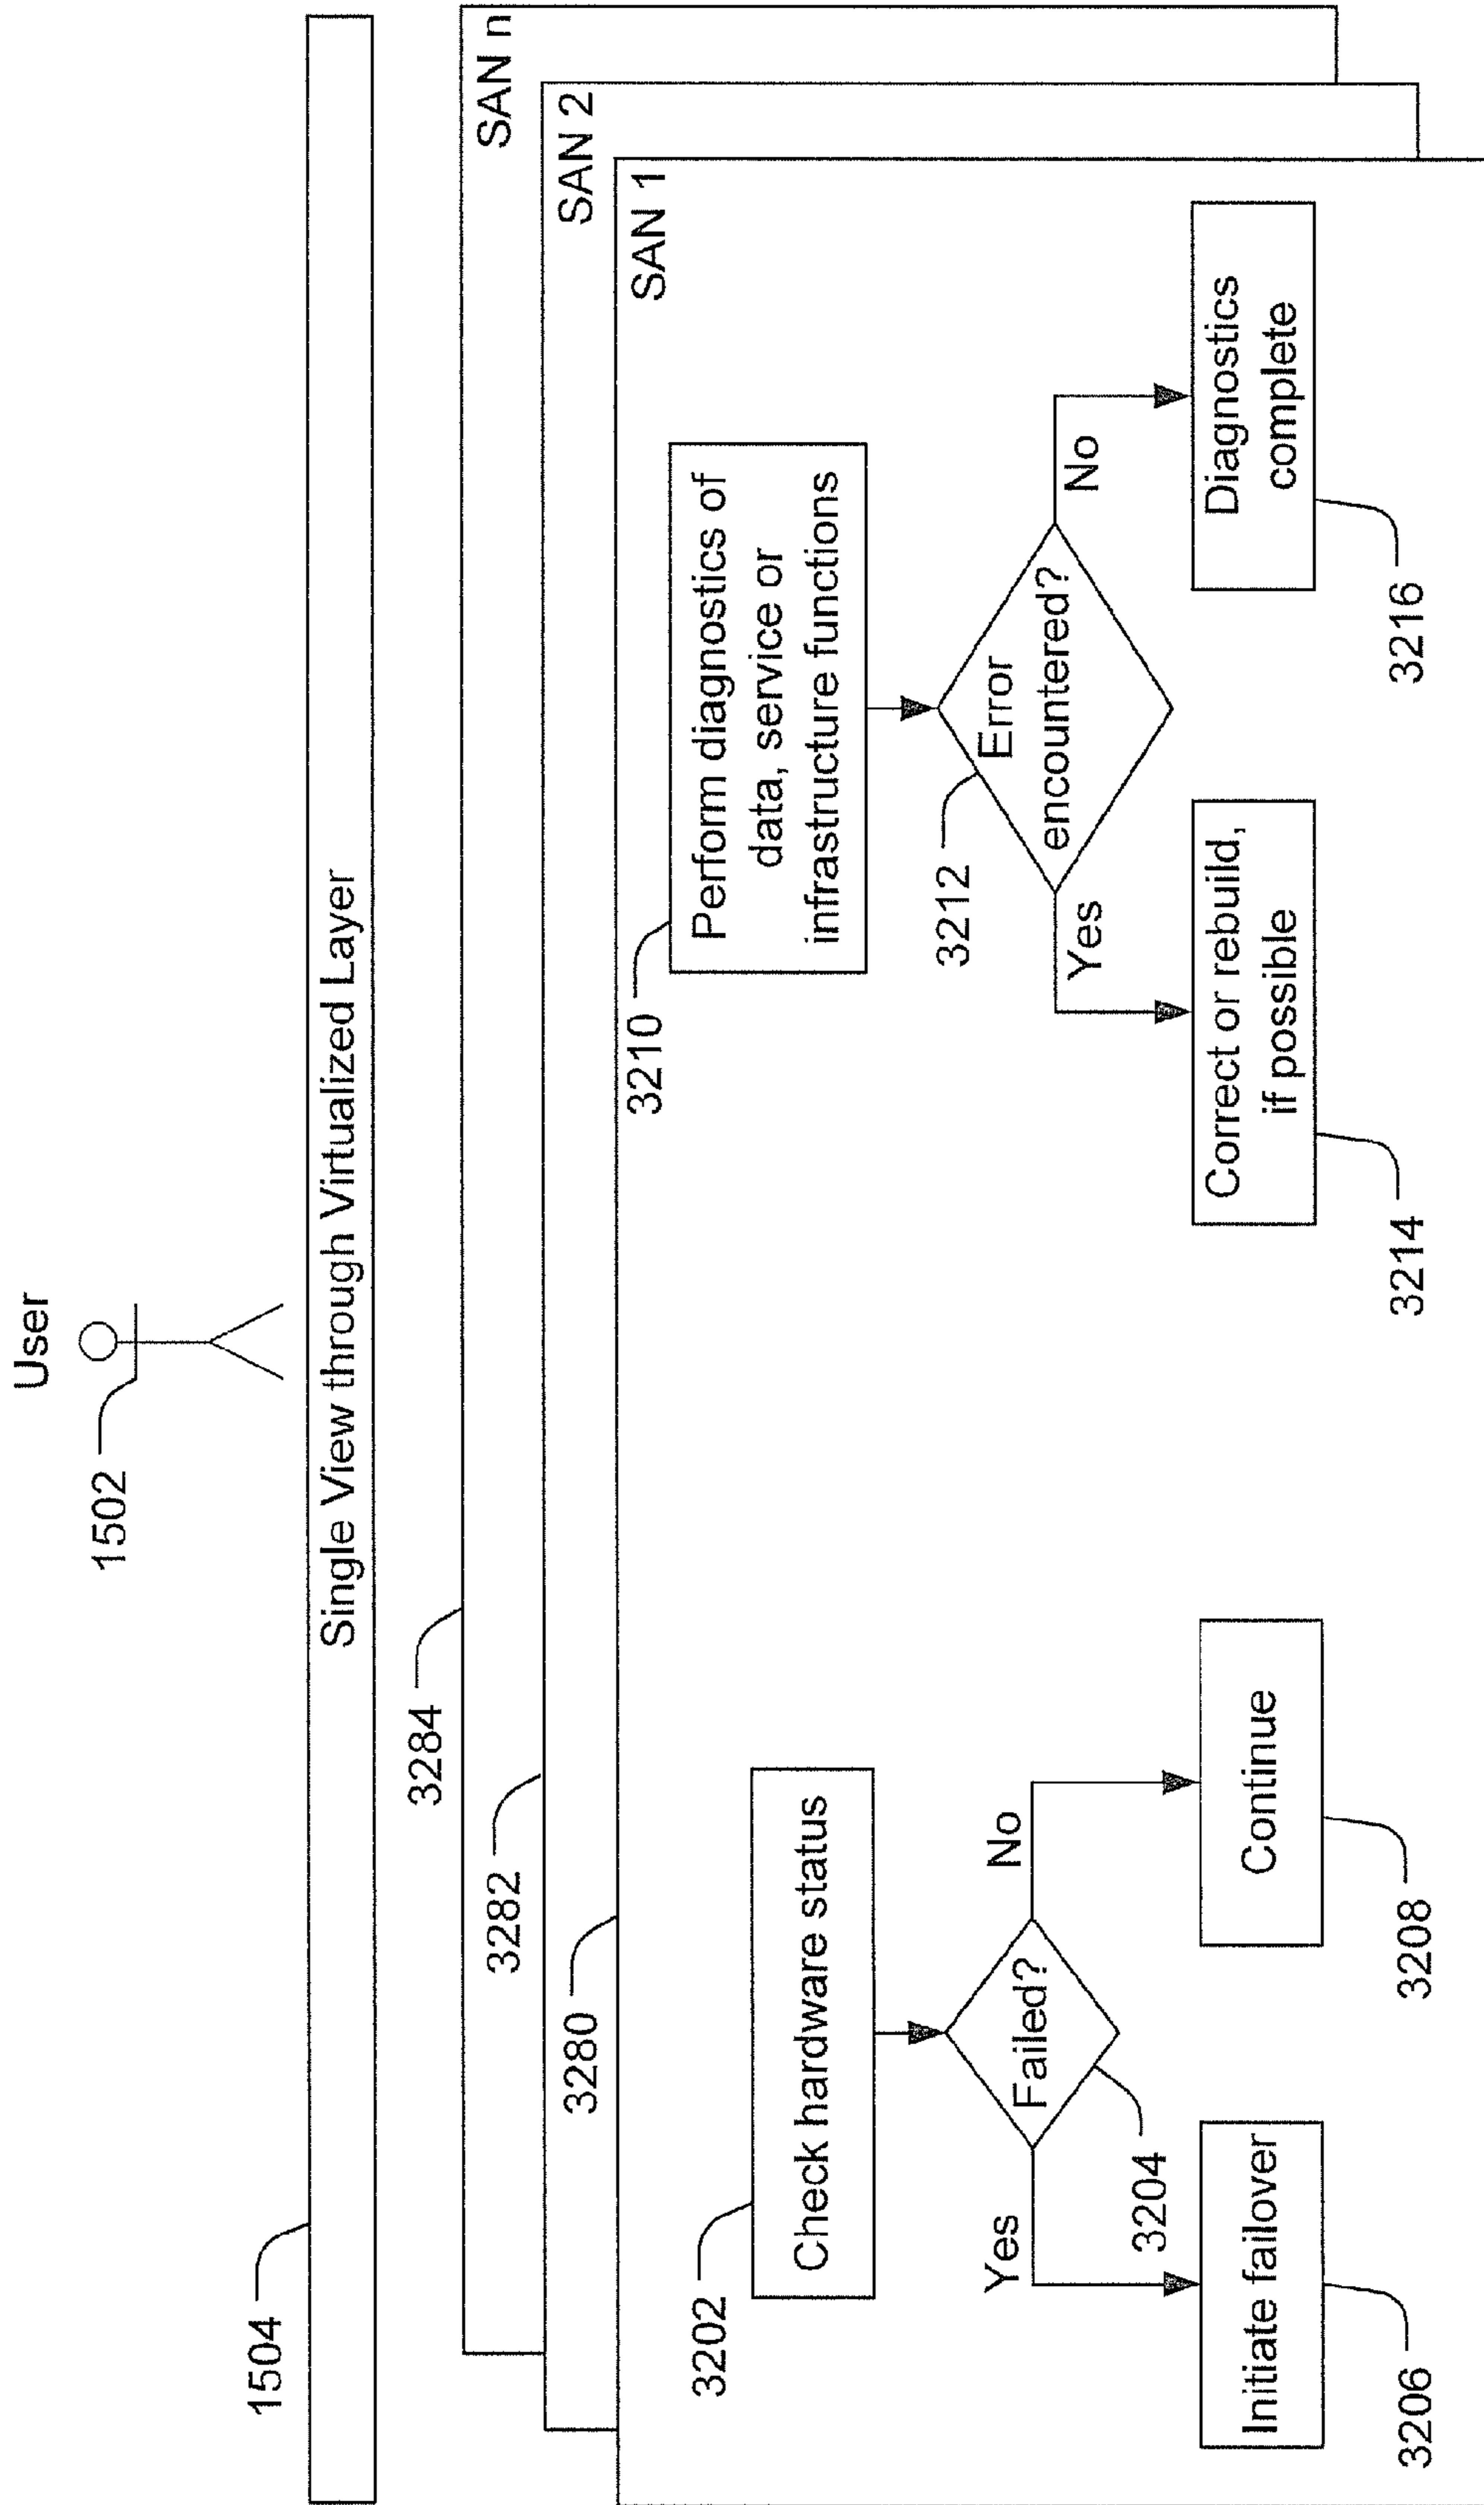 User
1502
1504
Single View through Virtualized Layer
3284
SAN n
3282
SAN 2
3280
SAN 1
3202
Check hardware status
Failed?
3204
Yes
No
Initiate failover
3206
Continue
3208
3210
Perform diagnostics of
data, service or
infrastructure functions
3212
Error
encountered?
Yes
No
Correct or rebuild,
if possible
3214
Diagnostics
complete
3216